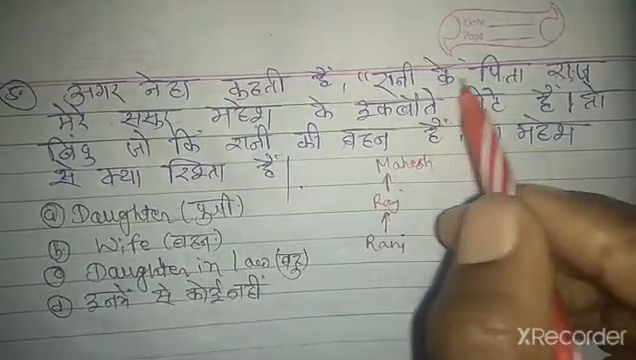 Date
Page
5. अगर नेहा कहती हैं, "रानी के पिता राज
मेरे ससुर महेश के इकलौते बेटे हैं। तो
बिंदु जो कि रानी की बहन है महेश
से क्या रिश्ता हैं।
Mahesh
Raj
Rani
(a) Daughter (पुत्री)
(b) Wife (बहन)
(c) Daughter in law (बहू)
(d) इनमें से कोई नहीं
XRecorder